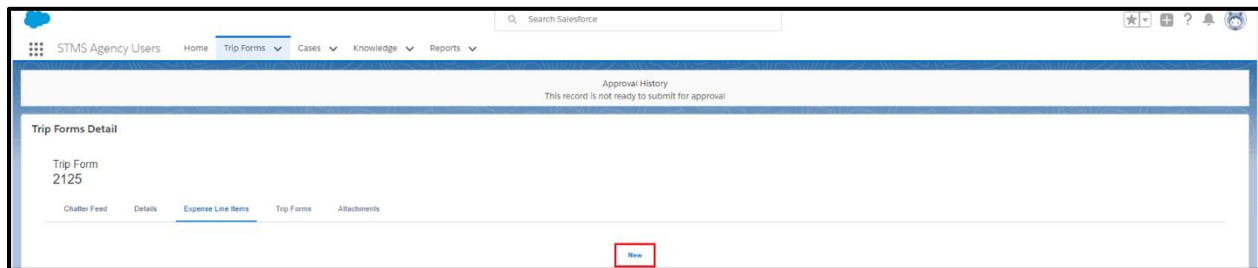 Search Salesforce
STMS Agency Users Home Trip Forms Cases Knowledge Reports
Approval History
This record is not ready to submit for approval
Trip Forms Detail
Trip Form
2125
Chatter Feed Details Expense Line Items Trip Forms Attachments
New